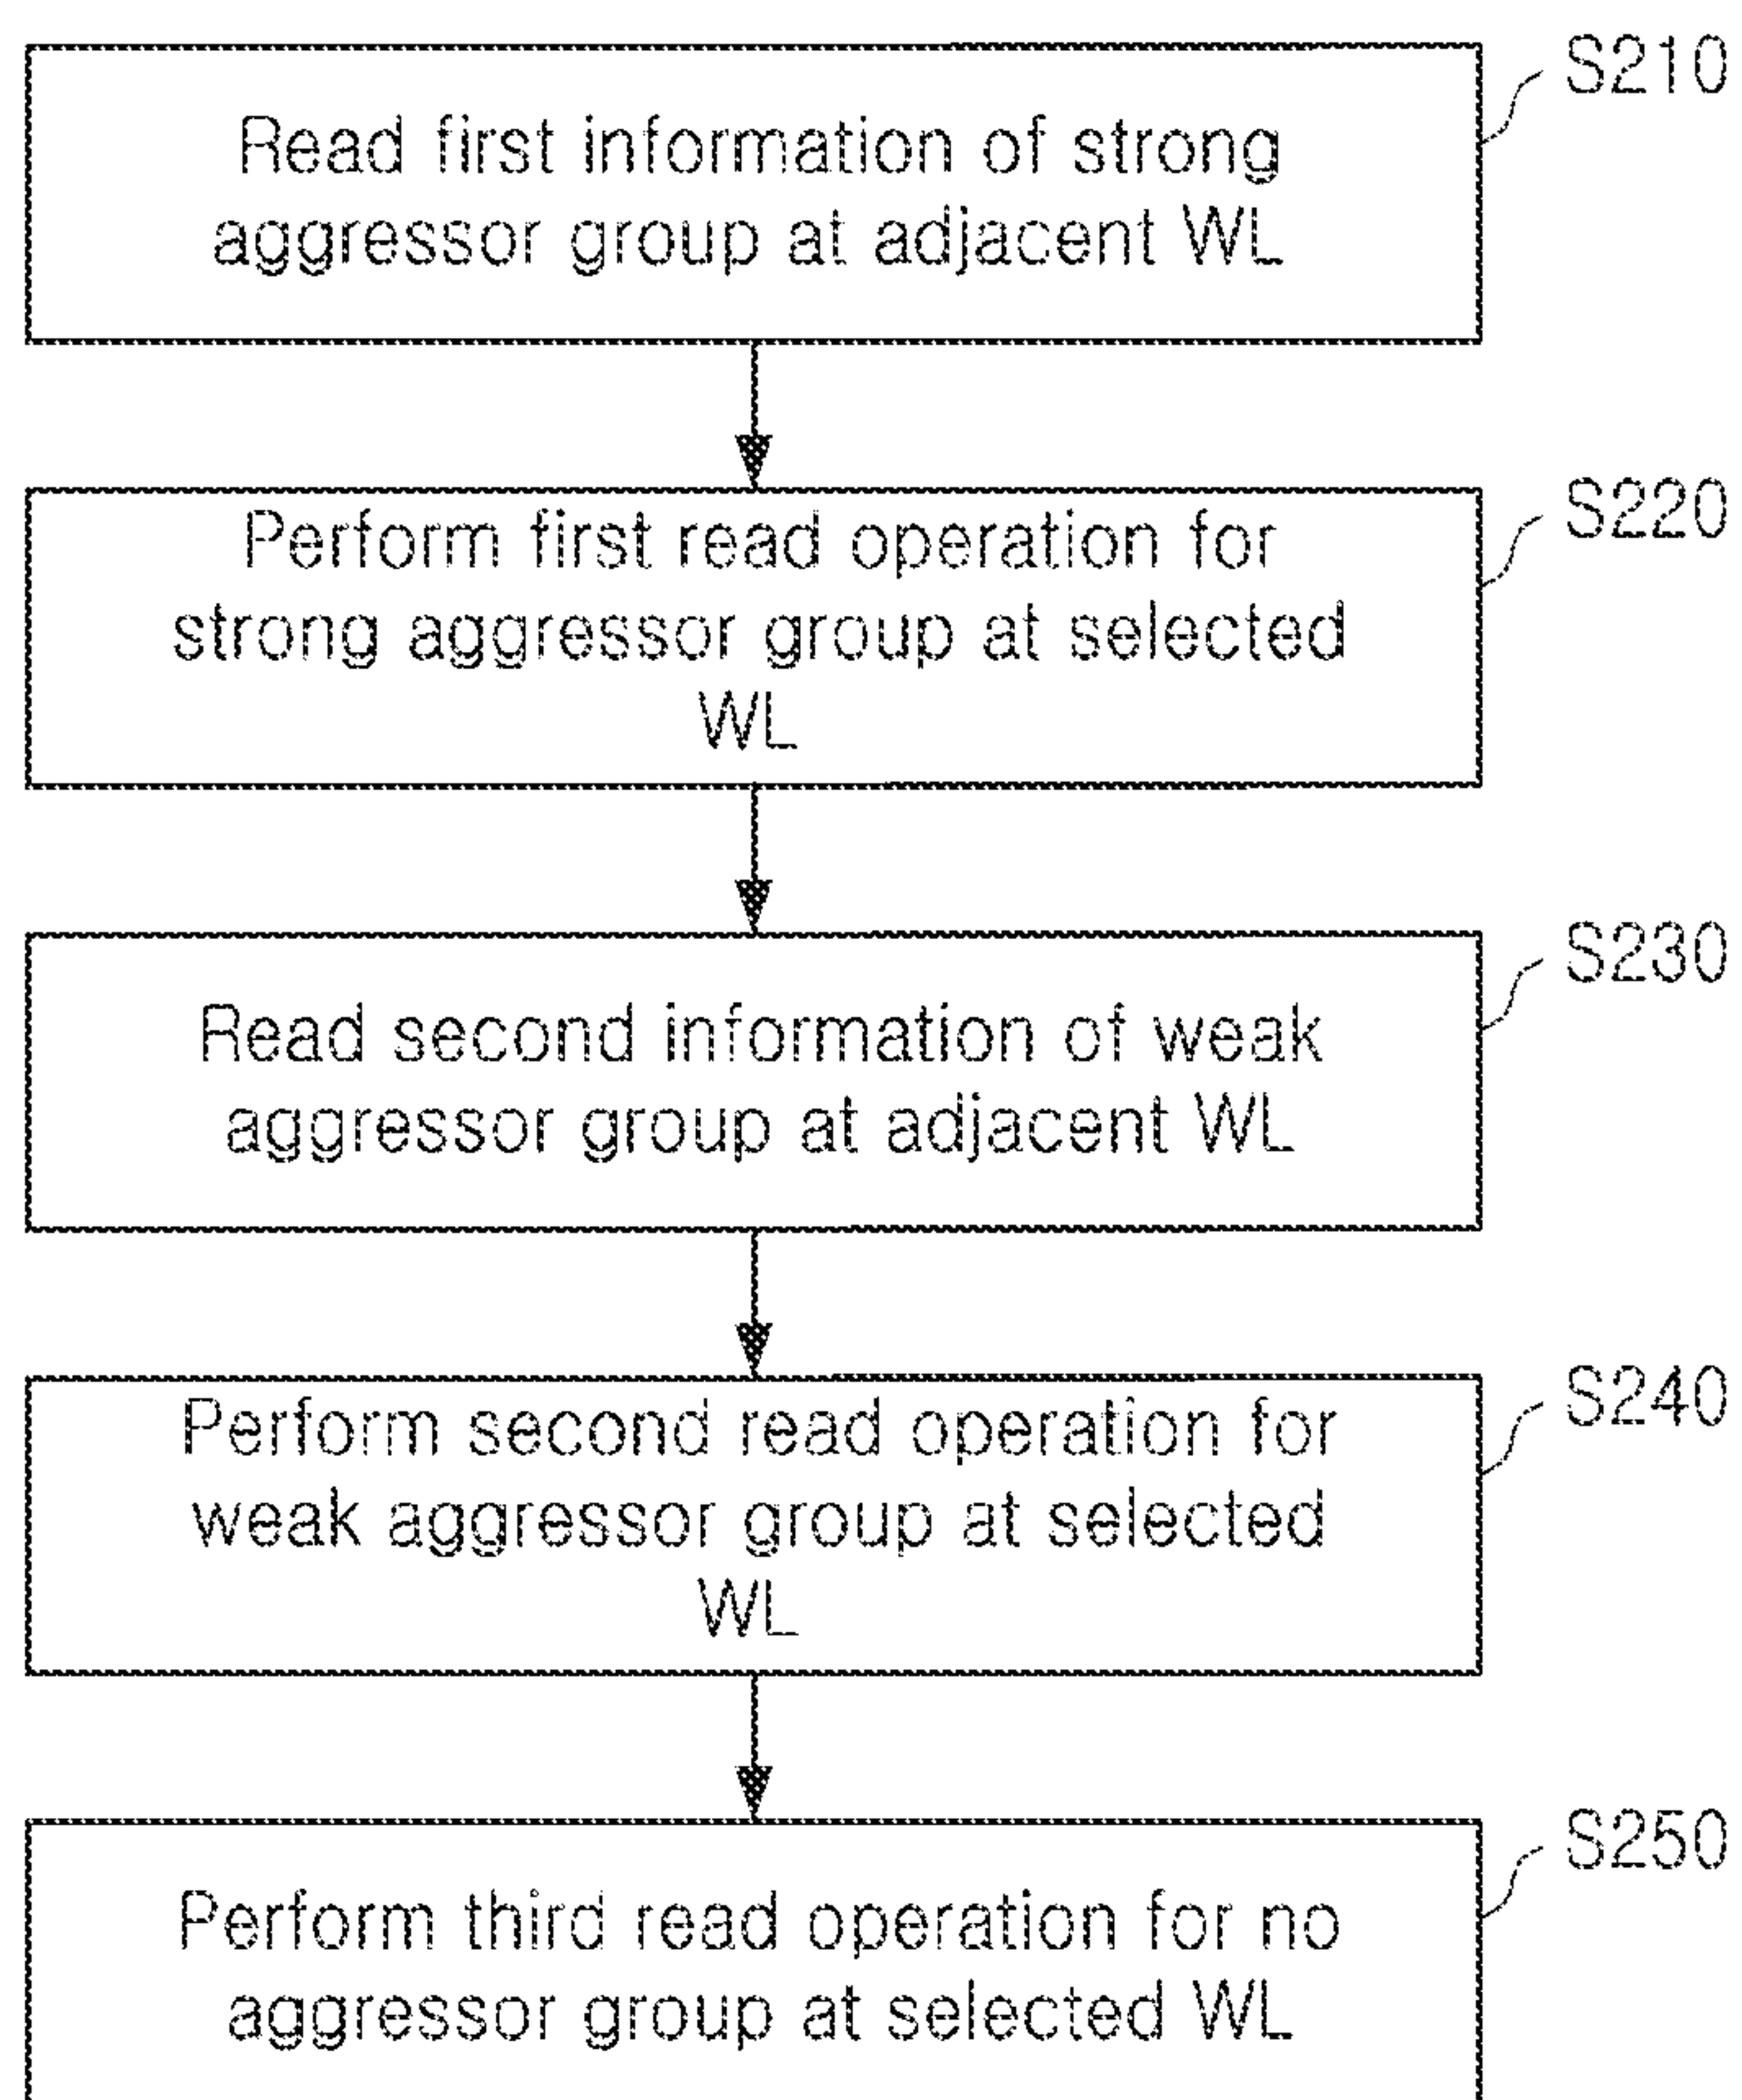 S210
Read first information of strong
aggressor group at adjacent WL
S220
Perform first read operation for
strong aggressor group at selected
WL
S230
Read second information of weak
aggressor group at adjacent WL
S240
Perform second read operation for
weak aggressor group at selected
WL
S250
Perform third read operation for no
aggressor group at selected WL